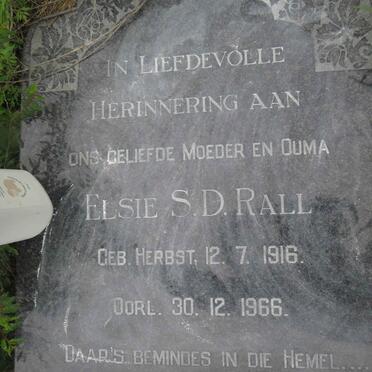 IN LIEFDEVOLLE
HERINNERING AAN
ONS GELIEFDE MOEDER EN OUMA
ELSIE S.D. RALL
GEB. HERBST, 12. 7. 1916.
OORL. 30. 12. 1966.
DAAR'S BEMINDES IN DIE HEMEL....